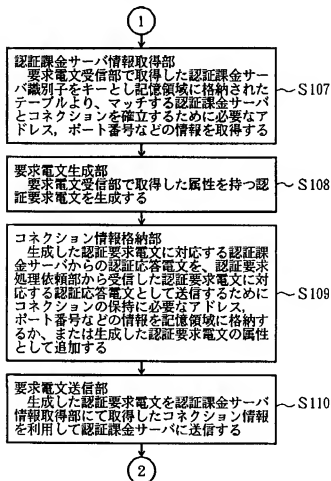 1
認証課金サーバ情報取得部
要求電文受信部で取得した認証課金サー
バ識別子をキーとし記憶領域に格納された
テーブルより、マッチする認証課金サーバ
とコネクションを確立するために必要なア
ドレス，ポート番号などの情報を取得する
S107
要求電文生成部
要求電文受信部で取得した属性を持つ認
証要求電文を生成する
S108
コネクション情報格納部
生成した認証要求電文に対応する認証課
金サーバからの認証応答電文を、認証要求
処理依頼部から受信した認証要求電文に対
応する認証応答電文として送信するために
コネクションの保持に必要なアドレス，
ポート番号などの情報を記憶領域に格納す
るか、または生成した認証要求電文の属性
として追加する
S109
要求電文送信部
生成した認証要求電文を認証課金サーバ
情報取得部にて取得したコネクション情報
を利用して認証課金サーバに送信する
S110
2